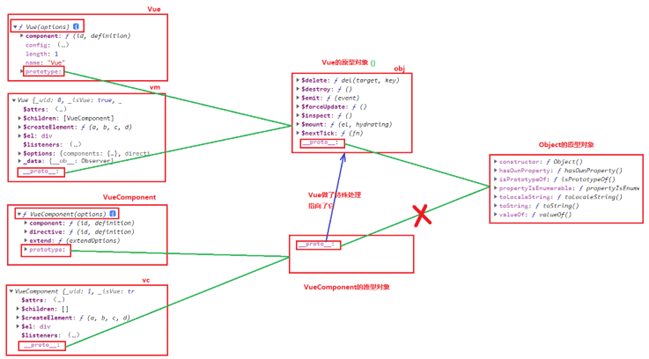 Vue
ƒ Vue(options)
component: ƒ (id, definition)
config: (…)
length: 1
name: "Vue"
prototype:
vm
Vue {_uid: 0, _isVue: true, _
$attrs: (…)
$children: [VueComponent]
$createElement: ƒ (a, b, c, d)
$el: div
$listeners: (…)
$options: {components: {…}, directi
_data: {__ob__: Observer}
__proto__:
VueComponent
ƒ VueComponent(options)
component: ƒ (id, definition)
directive: ƒ (id, definition)
extend: ƒ (extendOptions)
prototype:
vc
VueComponent {_uid: 1, _isVue: tr
$attrs: (…)
$children: []
$createElement: ƒ (a, b, c, d)
$el: div
$listeners: (…)
__proto__:
Vue的原型对象 {}
obj
$delete: ƒ del(target, key)
$destroy: ƒ ()
$emit: ƒ (event)
$forceUpdate: ƒ ()
$inspect: ƒ ()
$mount: ƒ (el, hydrating)
$nextTick: ƒ (fn)
__proto__:
Vue做了特殊处理
指向了它
__proto__:
VueComponent的原型对象
Object的原型对象
constructor: ƒ Object()
hasOwnProperty: ƒ hasOwnProperty()
isPrototypeOf: ƒ isPrototypeOf()
propertyIsEnumerable: ƒ propertyIsEnum
toLocaleString: ƒ toLocaleString()
toString: ƒ toString()
valueOf: ƒ valueOf()